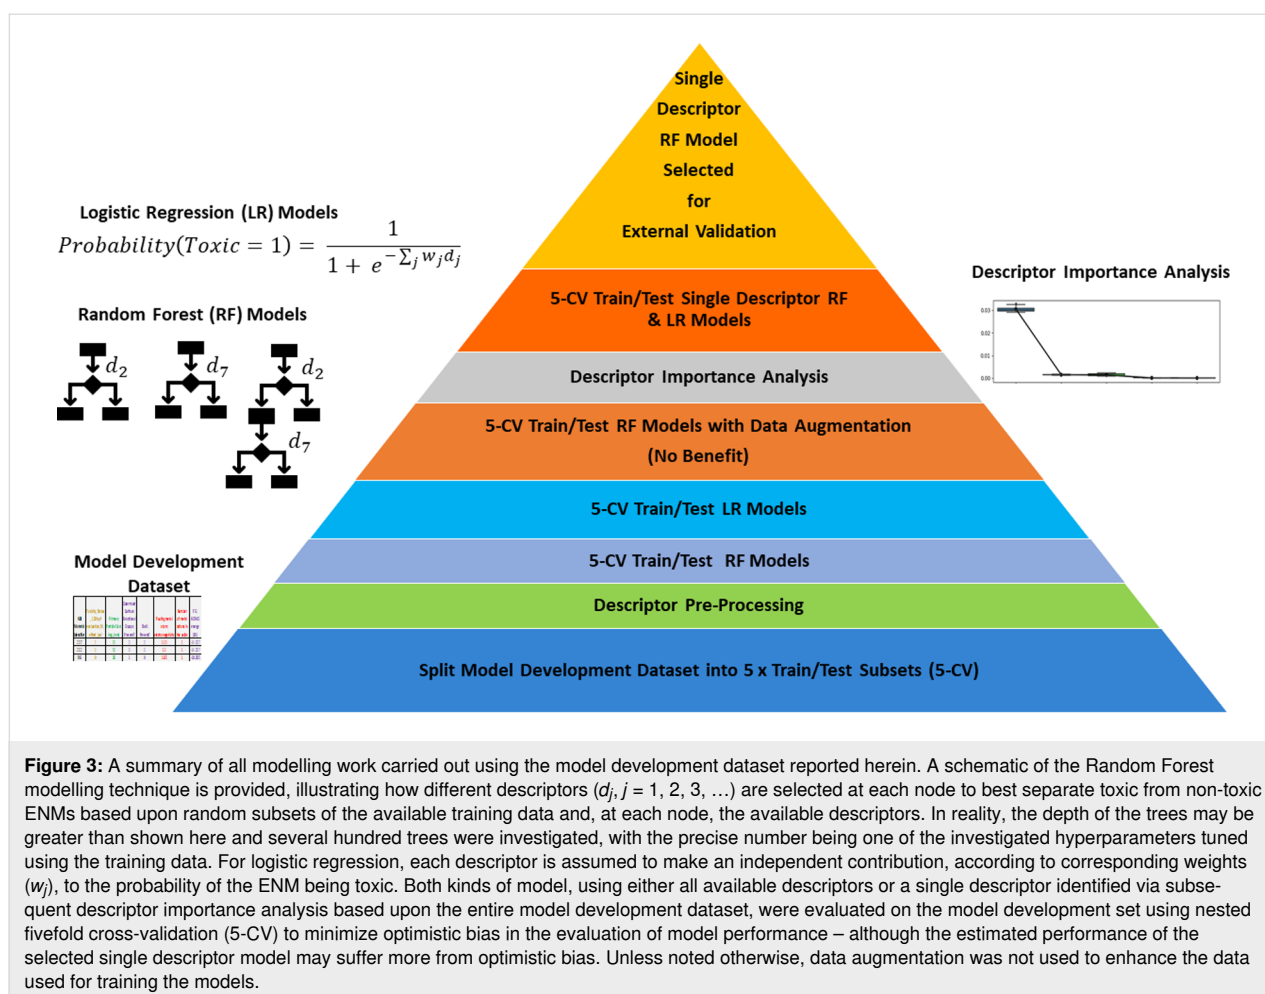 Single
Descriptor
RF Model
Selected
for
External Validation
Logistic Regression (LR) Models
Probability(Toxic = 1) = 1 / (1 + e^{-∑_j w_j d_j})
Random Forest (RF) Models
d2
d7
d2
d7
Model Development
Dataset
Descriptor Importance Analysis
0.03
0.02
0.01
0.00
5-CV Train/Test Single Descriptor RF
& LR Models
Descriptor Importance Analysis
5-CV Train/Test RF Models with Data Augmentation
(No Benefit)
5-CV Train/Test LR Models
5-CV Train/Test RF Models
Descriptor Pre-Processing
Split Model Development Dataset into 5 x Train/Test Subsets (5-CV)
Figure 3: A summary of all modelling work carried out using the model development dataset reported herein. A schematic of the Random Forest
modelling technique is provided, illustrating how different descriptors (dj, j = 1, 2, 3, …) are selected at each node to best separate toxic from non-toxic
ENMs based upon random subsets of the available training data and, at each node, the available descriptors. In reality, the depth of the trees may be
greater than shown here and several hundred trees were investigated, with the precise number being one of the investigated hyperparameters tuned
using the training data. For logistic regression, each descriptor is assumed to make an independent contribution, according to corresponding weights
(wj), to the probability of the ENM being toxic. Both kinds of model, using either all available descriptors or a single descriptor identified via subse-
quent descriptor importance analysis based upon the entire model development dataset, were evaluated on the model development set using nested
fivefold cross-validation (5-CV) to minimize optimistic bias in the evaluation of model performance – although the estimated performance of the
selected single descriptor model may suffer more from optimistic bias. Unless noted otherwise, data augmentation was not used to enhance the data
used for training the models.